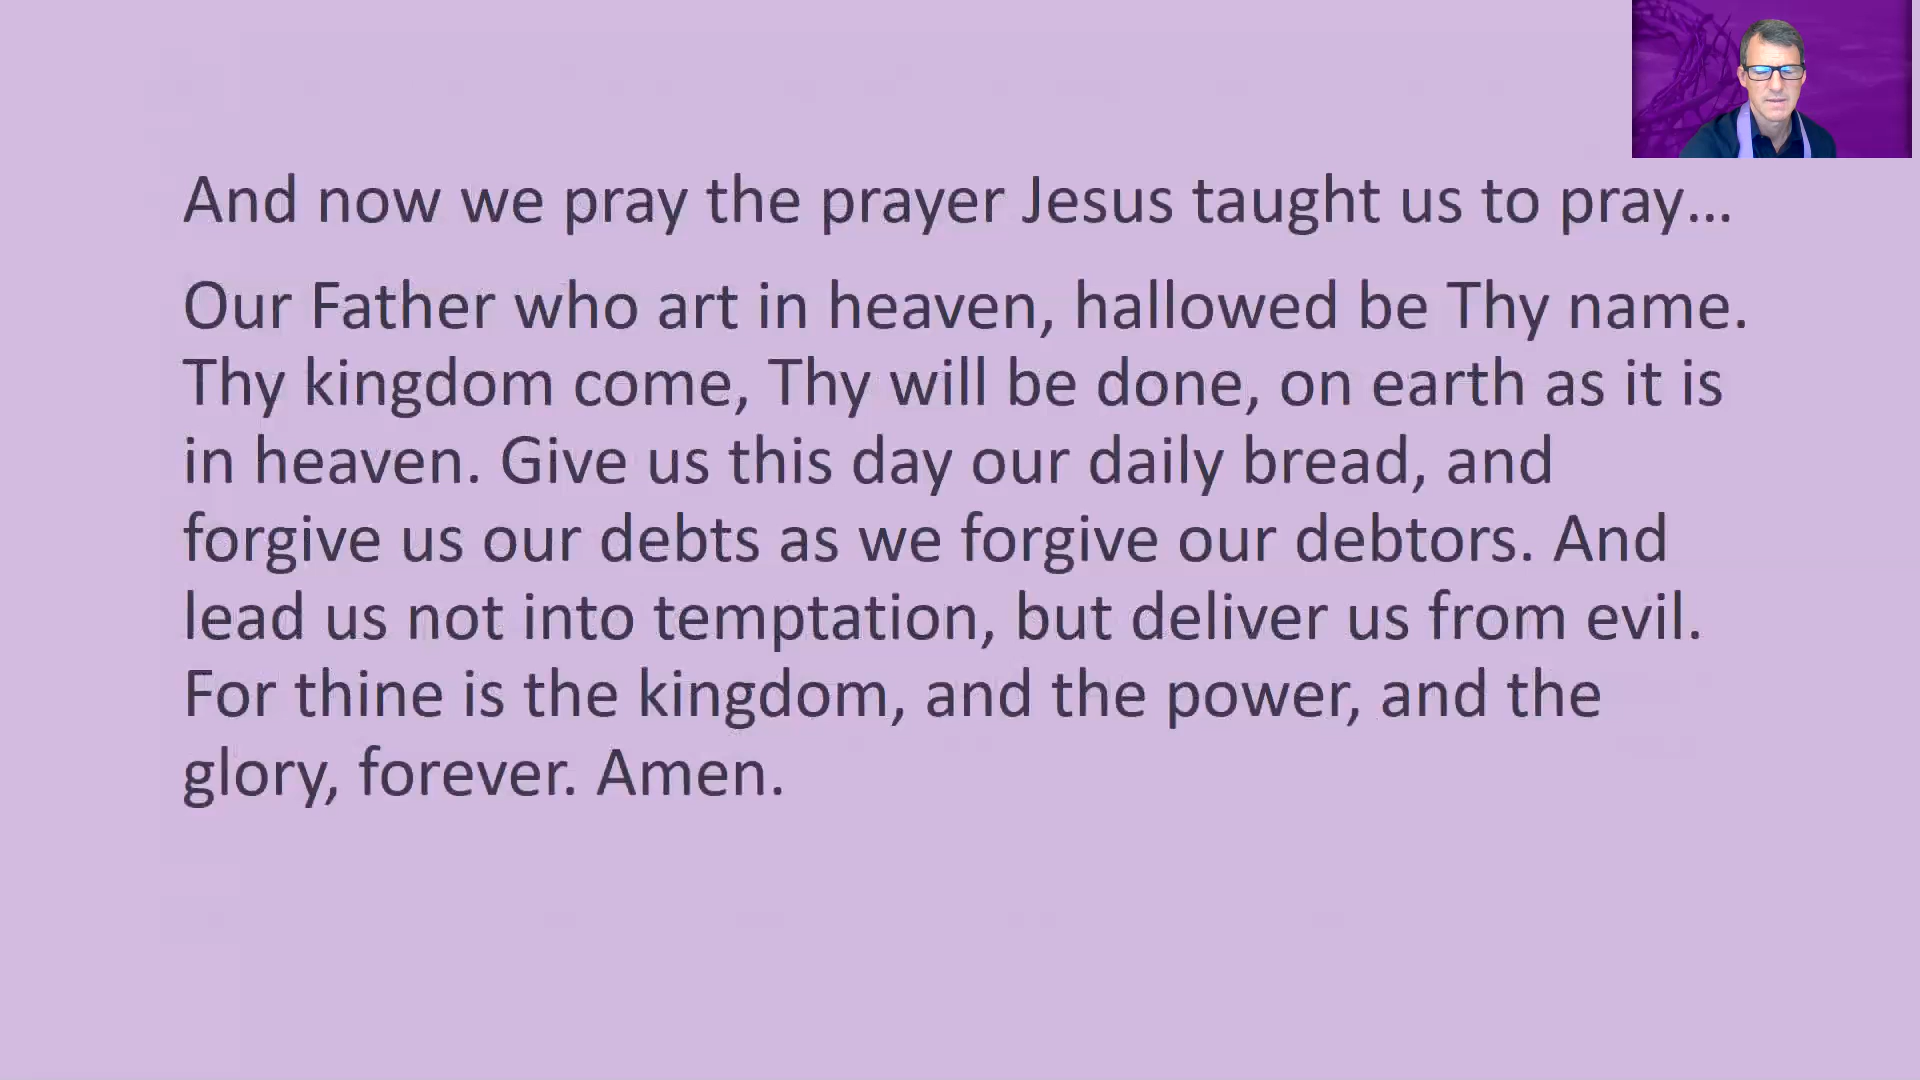 And now we pray the prayer Jesus taught us to pray...
Our Father who art in heaven, hallowed be Thy name.
Thy kingdom come, Thy will be done, on earth as it is
in heaven. Give us this day our daily bread, and
forgive us our debts as we forgive our debtors. And
lead us not into temptation, but deliver us from evil.
For thine is the kingdom, and the power, and the
glory, forever. Amen.